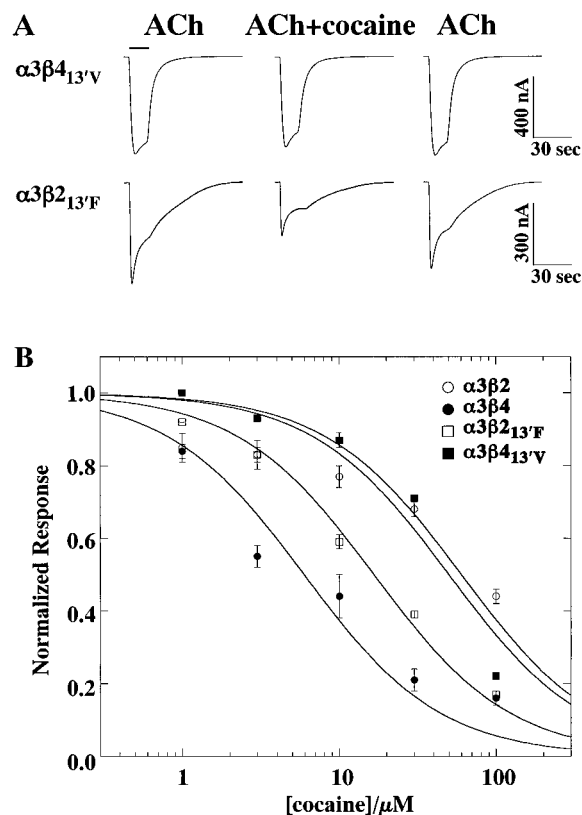 A
ACh ACh+cocaine ACh
α3β4₁₃′V
400 nA
30 sec
α3β2₁₃′F
300 nA
30 sec
B
Normalized Response
1.0
0.8
0.6
0.4
0.2
0.0
α3β2
α3β4
α3β2₁₃′F
α3β4₁₃′V
1 10 100
[cocaine]/μM